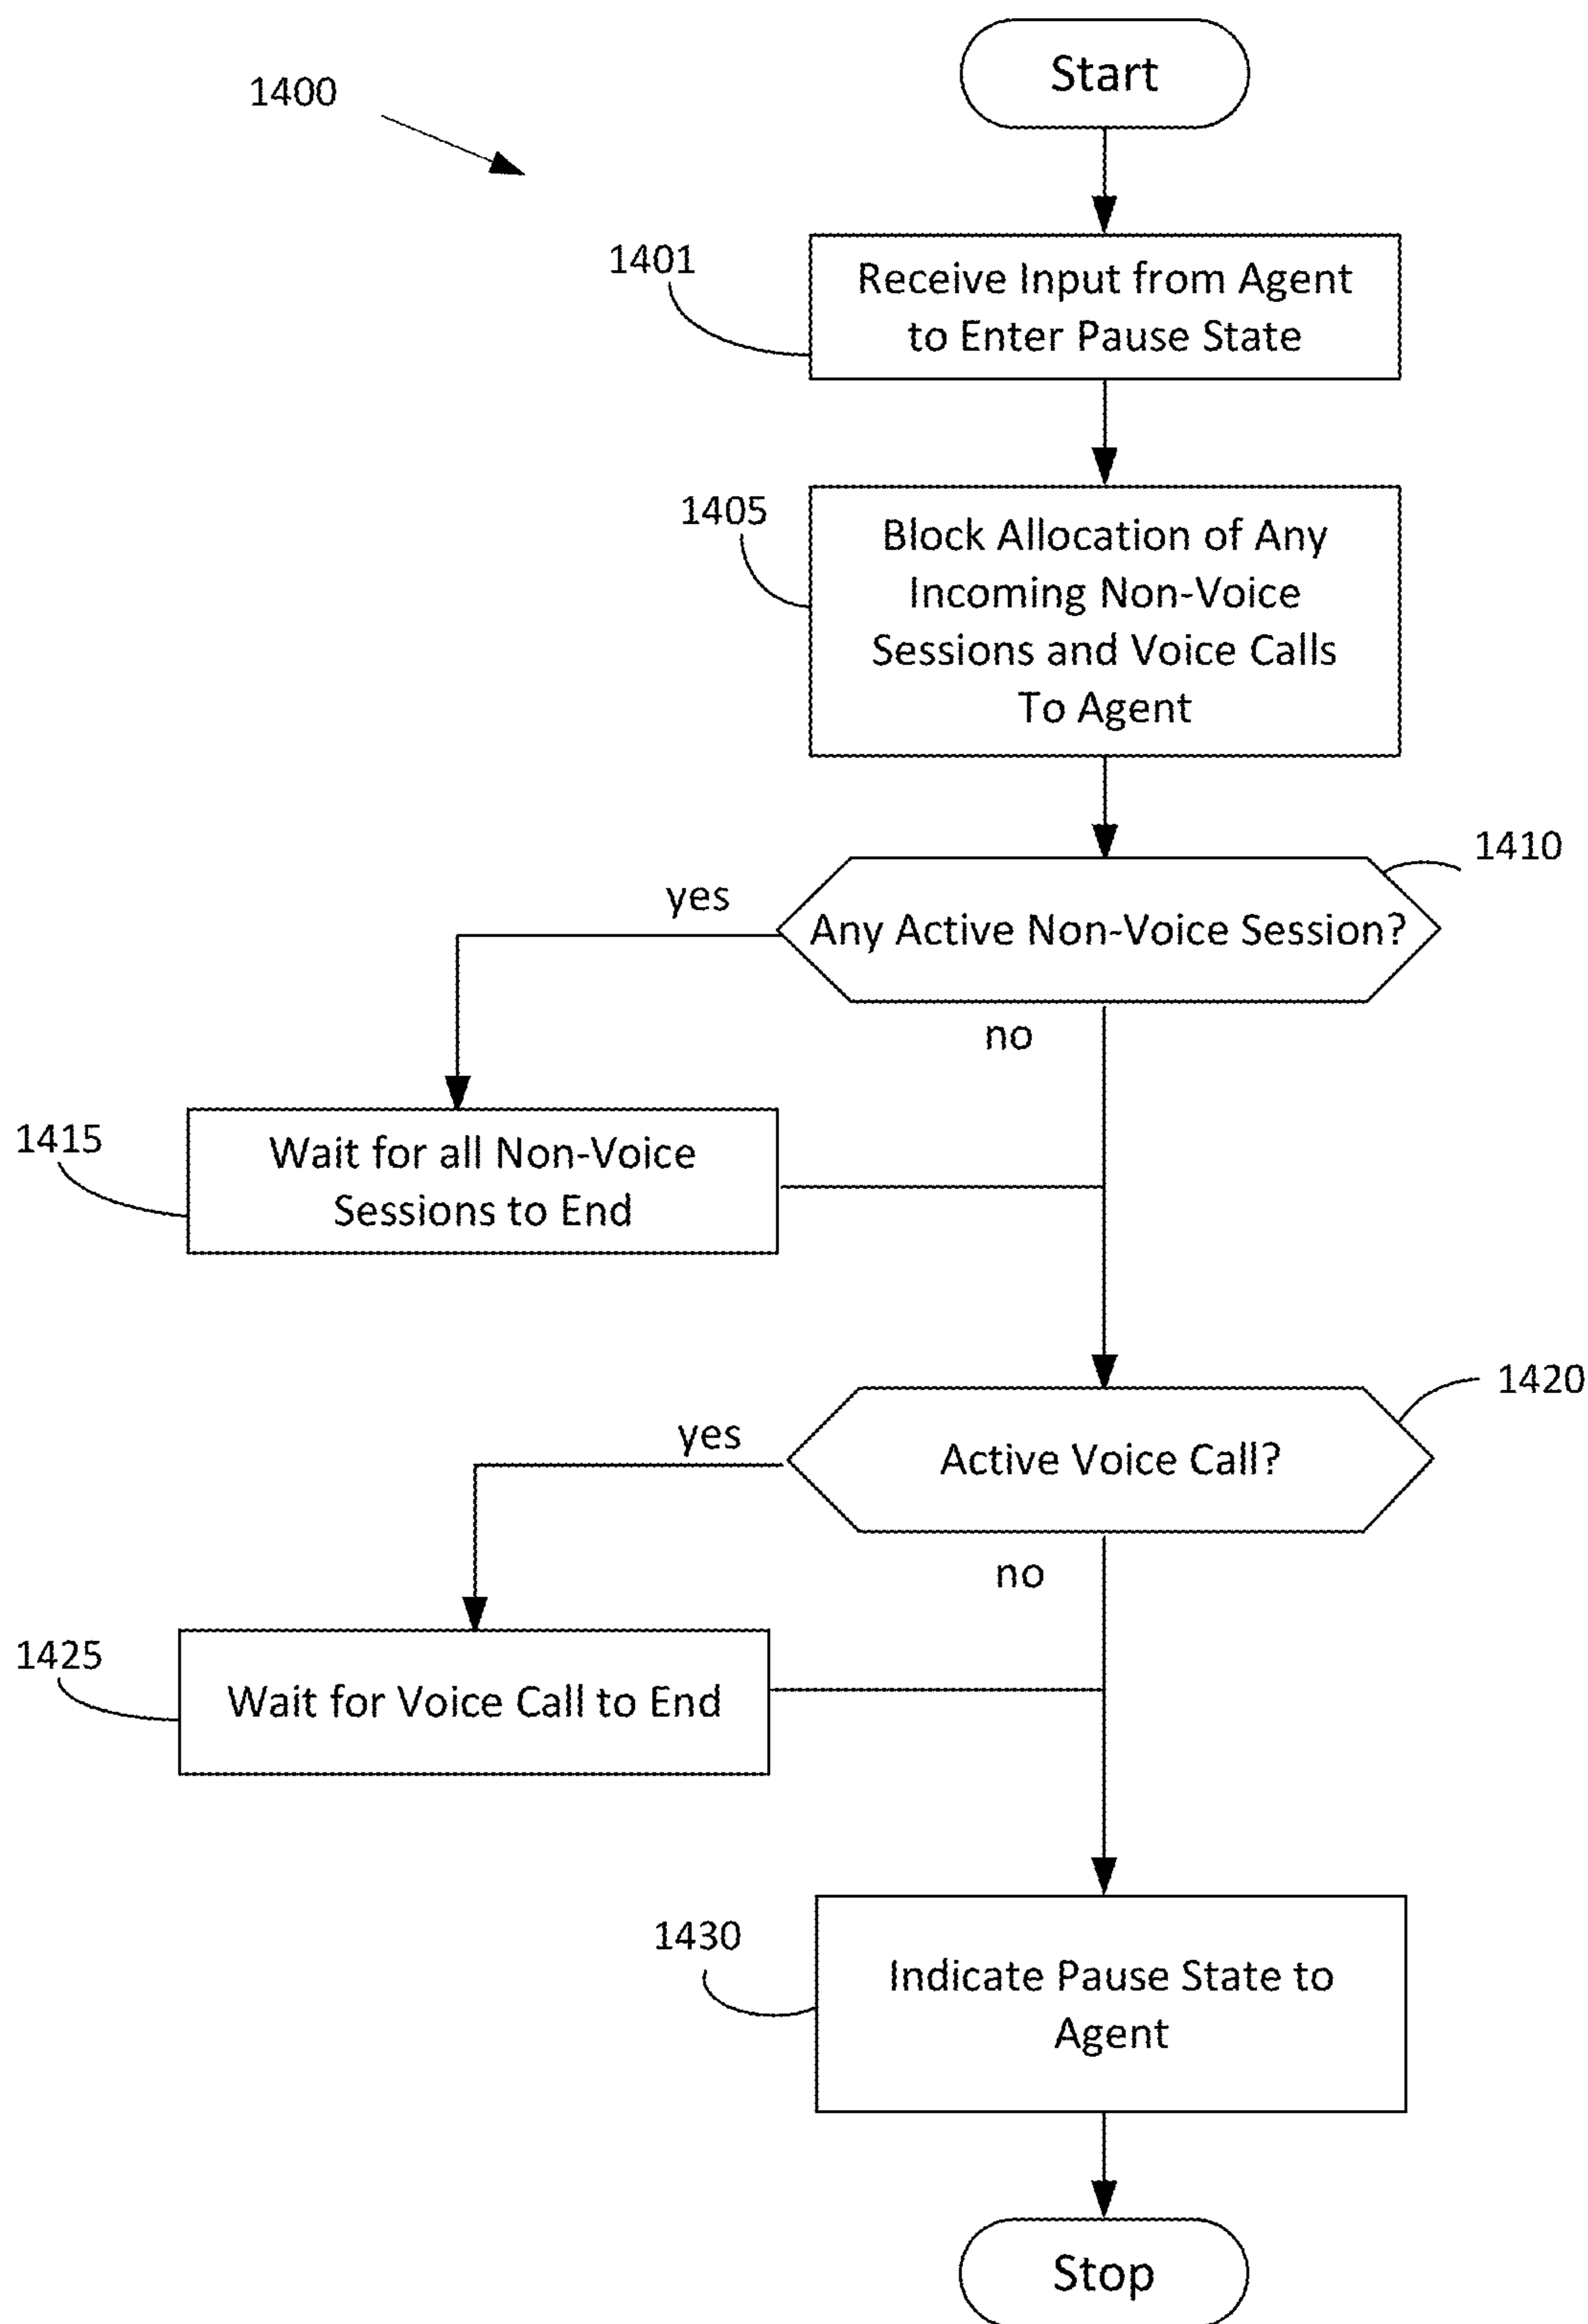 Start
1400
1401
Receive Input from Agent
to Enter Pause State
1405
Block Allocation of Any
Incoming Non-Voice
Sessions and Voice Calls
To Agent
1410
yes
Any Active Non-Voice Session?
no
1415
Wait for all Non-Voice
Sessions to End
1420
yes
Active Voice Call?
no
1425
Wait for Voice Call to End
1430
Indicate Pause State to
Agent
Stop